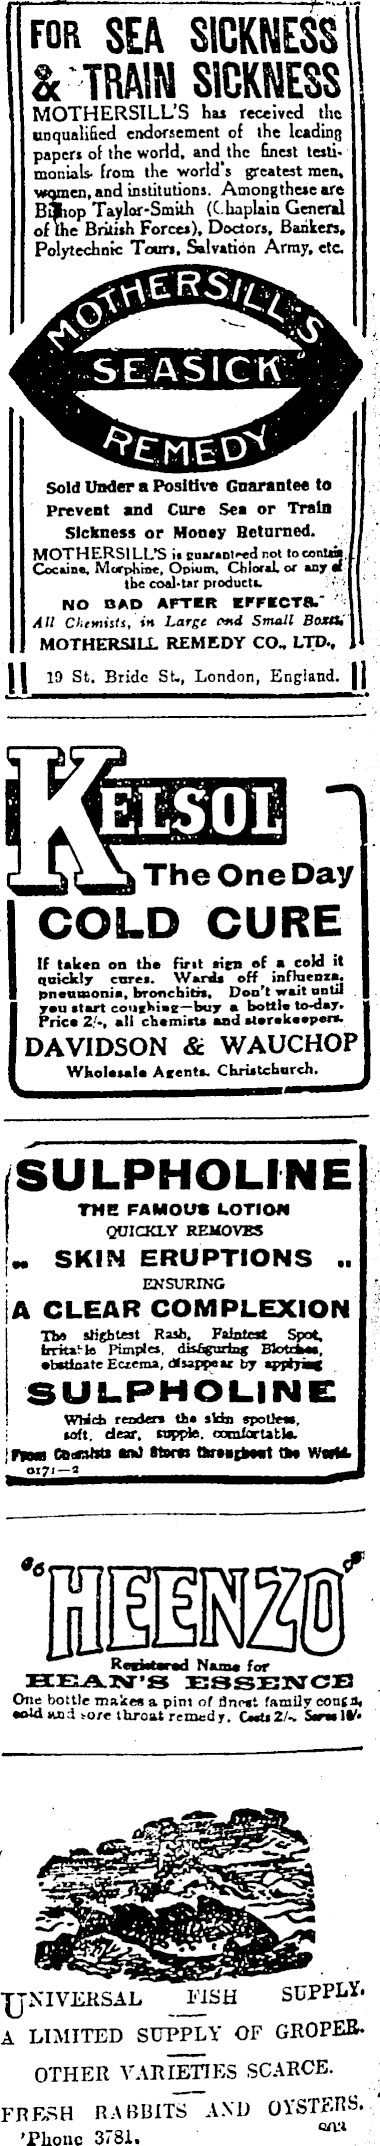 FOR SEA SICKNESS
& TRAIN SICKNESS
MOTHERSILL'S has received the
unqualified endorsement of the leading
papers of the world, and the finest testi-
monials from the world's greatest men,
women, and institutions. Among these are
Bishop Taylor-Smith (Chaplain General
of the British Forces), Doctors, Bankers,
Polytechnic Tours, Salvation Army, etc.
MOTHERSILL'S
SEASICK
REMEDY
Sold Under a Positive Guarantee to
Prevent and Cure Sea or Train
Sickness or Money Returned.
MOTHERSILL'S is guaranteed not to contain
Cocaine, Morphine, Opium, Chloral, or any of
the coal-tar products.
NO BAD AFTER EFFECTS.
All Chemists, in Large and Small Boxes.
MOTHERSILL REMEDY CO., LTD.,
19 St. Bride St., London, England.
KELSOL
The One Day
COLD CURE
If taken on the first sign of a cold it
quickly cures. Wards off influenza,
pneumonia, bronchitis. Don't wait until
you start coughing—buy a bottle to-day.
Price 2/-, all chemists and storekeepers.
DAVIDSON & WAUCHOP
Wholesale Agents. Christchurch.
SULPHOLINE
THE FAMOUS LOTION
QUICKLY REMOVES
.. SKIN ERUPTIONS ..
ENSURING
A CLEAR COMPLEXION
The slightest Rash, Faintest Spot,
Irritable Pimples, disfiguring Blotches,
obstinate Eczema, disappear by applying
SULPHOLINE
Which renders the skin spotless,
soft, clear, supple, comfortable.
From Chemists and Stores throughout the World.
0171—2
"HEENZO"
Registered Name for
HEAN'S ESSENCE
One bottle makes a pint of finest family cough,
cold and sore throat remedy. Costs 2/-. Saves 10/-
UNIVERSAL FISH SUPPLY.
A LIMITED SUPPLY OF GROPER.
OTHER VARIETIES SCARCE.
FRESH RABBITS AND OYSTERS.
'Phone 3781.